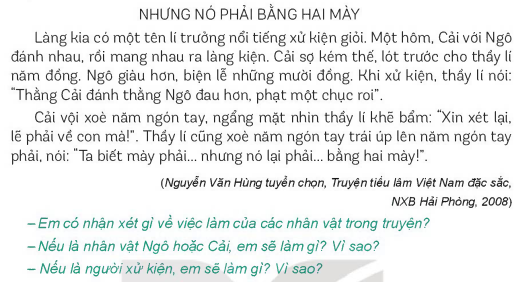 NHƯNG NÓ PHẢI BẰNG HAI MÀY
Làng kia có một tên lí trưởng nổi tiếng xử kiện giỏi. Một hôm, Cải với Ngô
đánh nhau, rồi mang nhau ra làng kiện. Cải sợ kém thế, lót trước cho thầy lí
năm đồng. Ngô giàu hơn, biện lễ những mười đồng. Khi xử kiện, thầy lí nói:
"Thằng Cải đánh thằng Ngô đau hơn, phạt một chục roi".
Cải vội xoè năm ngón tay, ngẩng mặt nhìn thầy lí khẽ bẩm: "Xin xét lại,
lẽ phải về con mà!". Thầy lí cũng xoè năm ngón tay trái úp lên năm ngón tay
phải, nói: "Ta biết mày phải... nhưng nó lại phải... bằng hai mày!".
(Nguyễn Văn Hùng tuyển chọn, Truyện tiếu lâm Việt Nam đặc sắc,
NXB Hải Phòng, 2008)
– Em có nhận xét gì về việc làm của các nhân vật trong truyện?
– Nếu là nhân vật Ngô hoặc Cải, em sẽ làm gì? Vì sao?
– Nếu là người xử kiện, em sẽ làm gì? Vì sao?